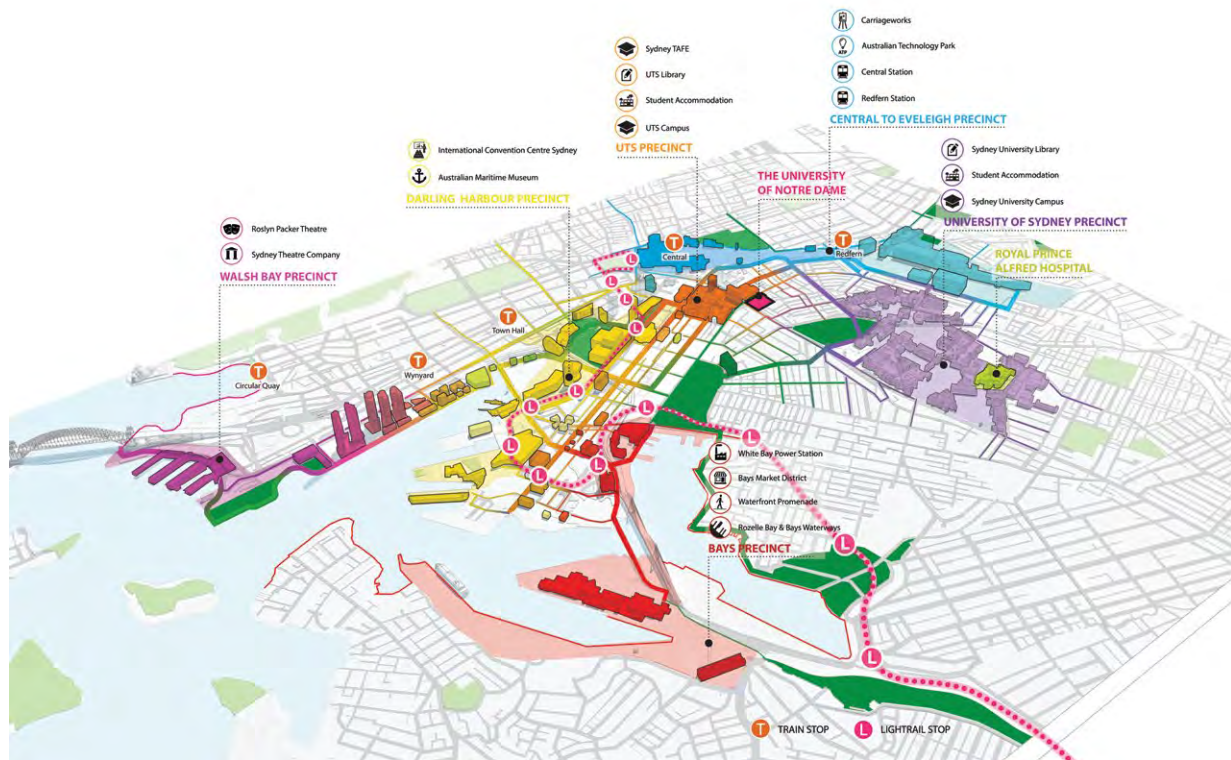 Carriageworks
ATP
Australian Technology Park
Central Station
Redfern Station
CENTRAL TO EVELEIGH PRECINCT
Sydney TAFE
UTS Library
Student Accommodation
UTS Campus
UTS PRECINCT
International Convention Centre Sydney
Australian Maritime Museum
DARLING HARBOUR PRECINCT
THE UNIVERSITY
OF NOTRE DAME
Sydney University Library
Student Accommodation
Sydney University Campus
UNIVERSITY OF SYDNEY PRECINCT
ROYAL PRINCE
ALFRED HOSPITAL
Roslyn Packer Theatre
Sydney Theatre Company
WALSH BAY PRECINCT
T
Central
T
Redfern
L
L
L
L
T
Town Hall
T
Wynyard
T
Circular Quay
L
L
L
L
L
L
L
White Bay Power Station
Bays Market District
Waterfront Promenade
Rozelle Bay & Bays Waterways
BAYS PRECINCT
L
L
T TRAIN STOP
L LIGHTRAIL STOP